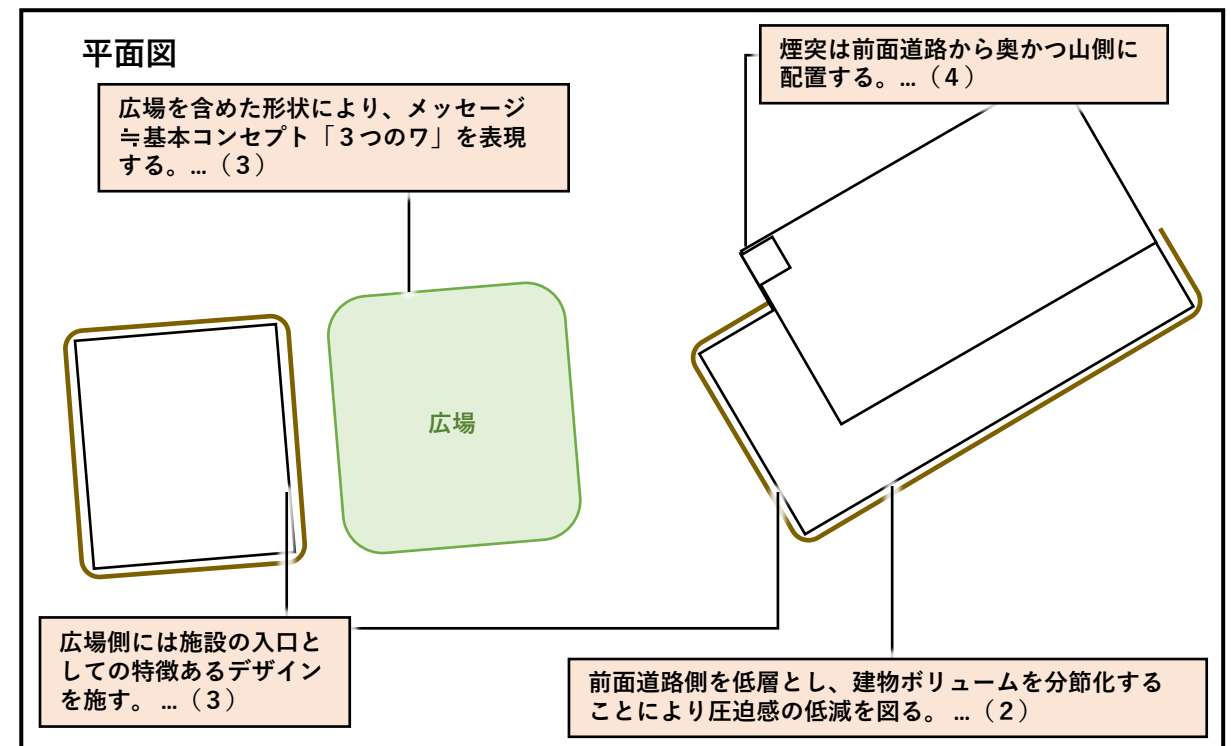 平面図
煙突は前面道路から奥かつ山側に
配置する。…（4）
広場を含めた形状により、メッセージ
≒基本コンセプト「３つのワ」を表現
する。…（3）
広場
広場側には施設の入口と
しての特徴あるデザイン
を施す。 …（3）
前面道路側を低層とし、建物ボリュームを分節化する
ことにより圧迫感の低減を図る。 …（2）